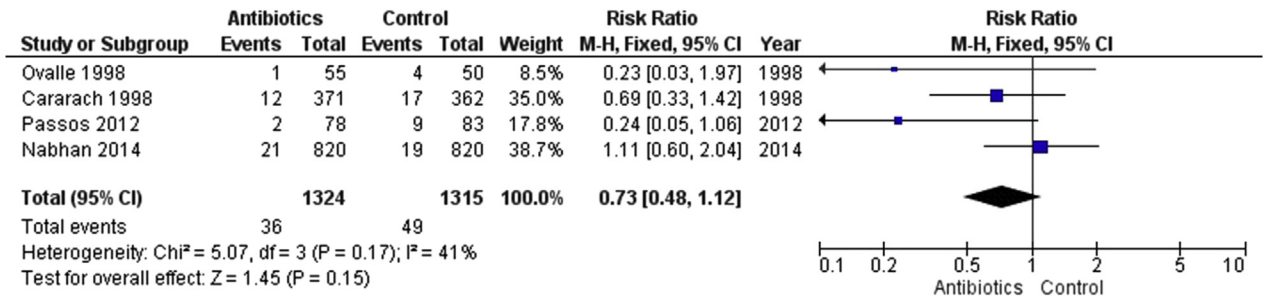 Antibiotics Control Risk Ratio Risk Ratio
Study or Subgroup Events Total Events Total Weight M-H, Fixed, 95% CI Year M-H, Fixed, 95% CI
Ovalle 1998 1 55 4 50 8.5% 0.23 [0.03, 1.97] 1998
Cararach 1998 12 371 17 362 35.0% 0.69 [0.33, 1.42] 1998
Passos 2012 2 78 9 83 17.8% 0.24 [0.05, 1.06] 2012
Nabhan 2014 21 820 19 820 38.7% 1.11 [0.60, 2.04] 2014
Total (95% CI) 1324 1315 100.0% 0.73 [0.48, 1.12]
Total events 36 49
Heterogeneity: Chi² = 5.07, df = 3 (P = 0.17); I² = 41%
Test for overall effect: Z = 1.45 (P = 0.15)
0.1 0.2 0.5 1 2 5 10
Antibiotics Control